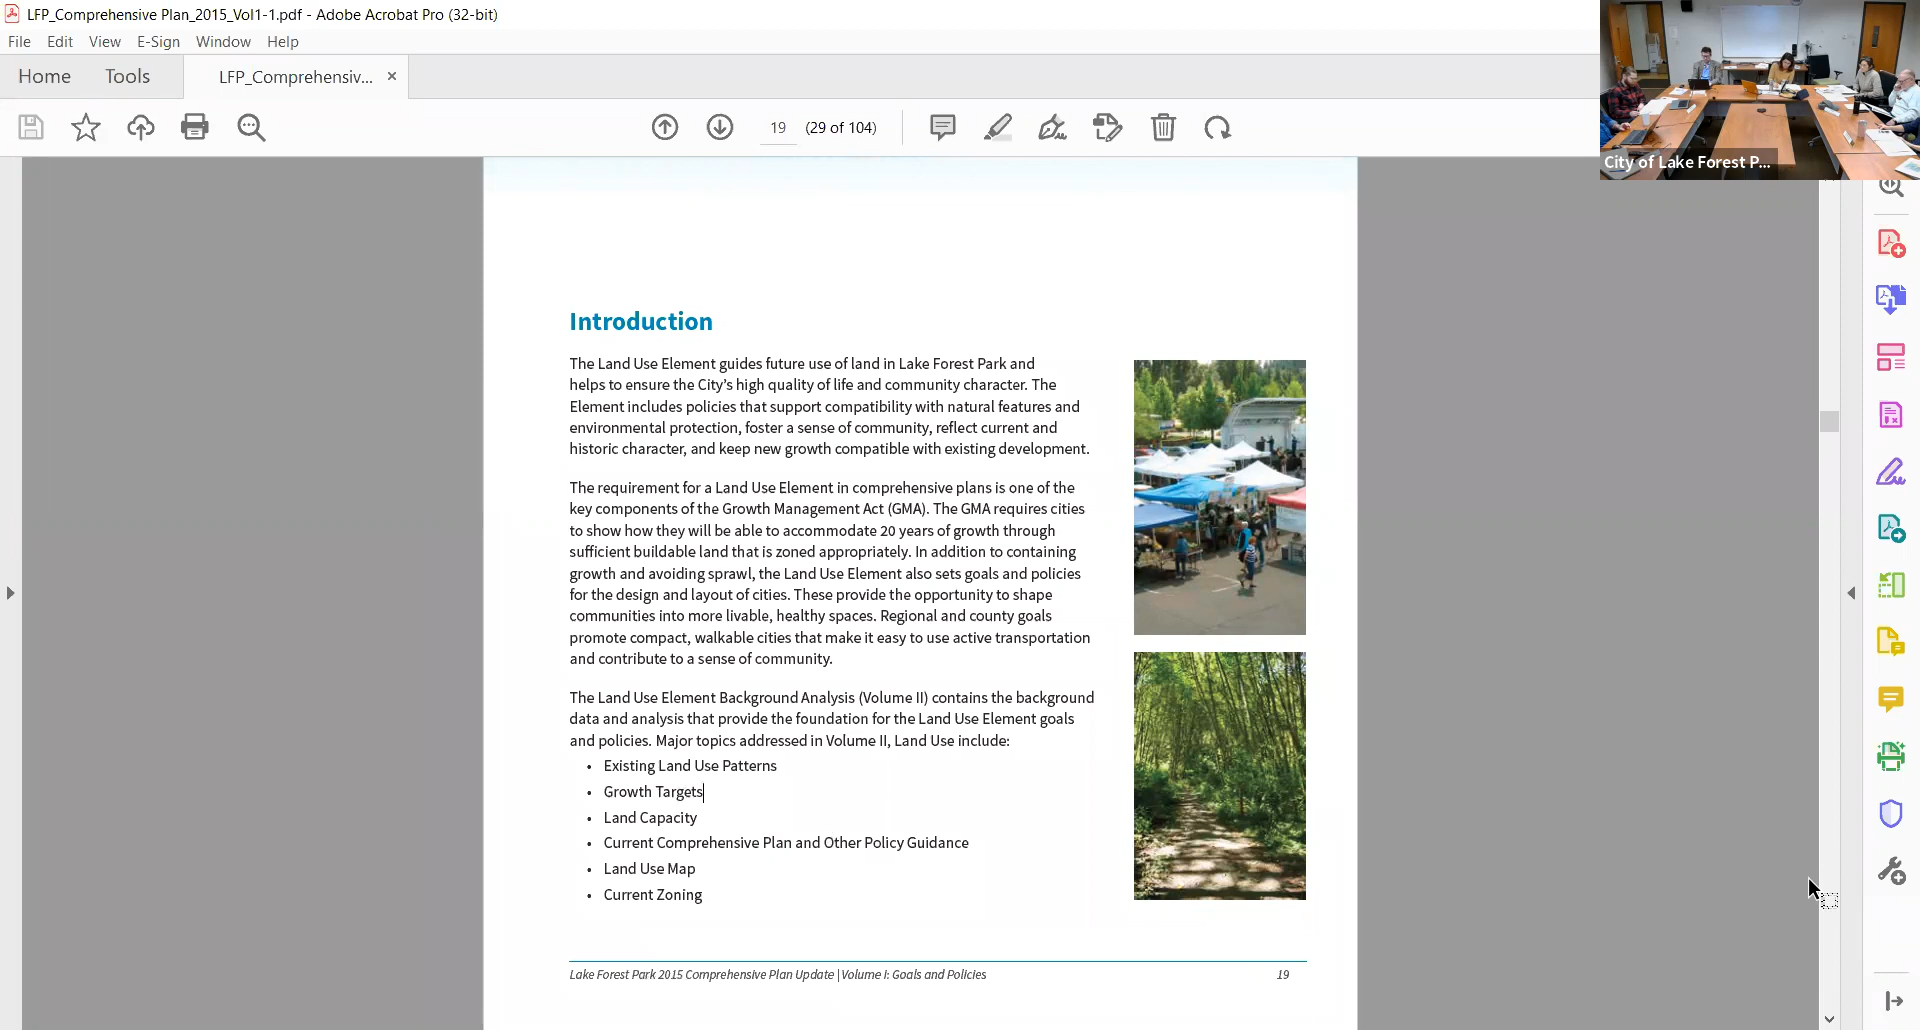 LFP_Comprehensive Plan_2015_Vol1-1.pdf - Adobe Acrobat Pro (32-bit)
File Edit View E-Sign Window Help
Home Tools LFP_Comprehensiv... ×
19 (29 of 104)
City of Lake Forest P...
Introduction
The Land Use Element guides future use of land in Lake Forest Park and
helps to ensure the City's high quality of life and community character. The
Element includes policies that support compatibility with natural features and
environmental protection, foster a sense of community, reflect current and
historic character, and keep new growth compatible with existing development.
The requirement for a Land Use Element in comprehensive plans is one of the
key components of the Growth Management Act (GMA). The GMA requires cities
to show how they will be able to accommodate 20 years of growth through
sufficient buildable land that is zoned appropriately. In addition to containing
growth and avoiding sprawl, the Land Use Element also sets goals and policies
for the design and layout of cities. These provide the opportunity to shape
communities into more livable, healthy spaces. Regional and county goals
promote compact, walkable cities that make it easy to use active transportation
and contribute to a sense of community.
The Land Use Element Background Analysis (Volume II) contains the background
data and analysis that provide the foundation for the Land Use Element goals
and policies. Major topics addressed in Volume II, Land Use include:
• Existing Land Use Patterns
• Growth Targets
• Land Capacity
• Current Comprehensive Plan and Other Policy Guidance
• Land Use Map
• Current Zoning
Lake Forest Park 2015 Comprehensive Plan Update | Volume I: Goals and Policies 19